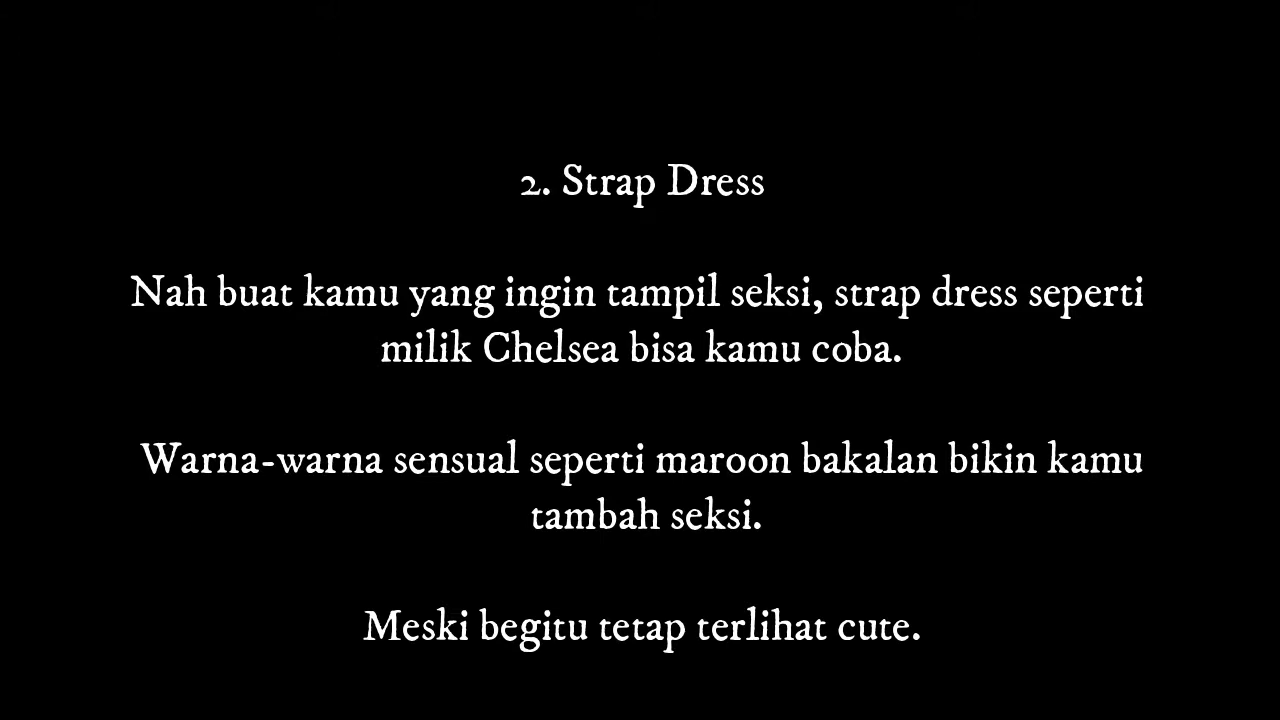 2. Strap Dress
Nah buat kamu yang ingin tampil seksi, strap dress seperti
milik Chelsea bisa kamu coba.
Warna-warna sensual seperti maroon bakalan bikin kamu
tambah seksi.
Meski begitu tetap terlihat cute.